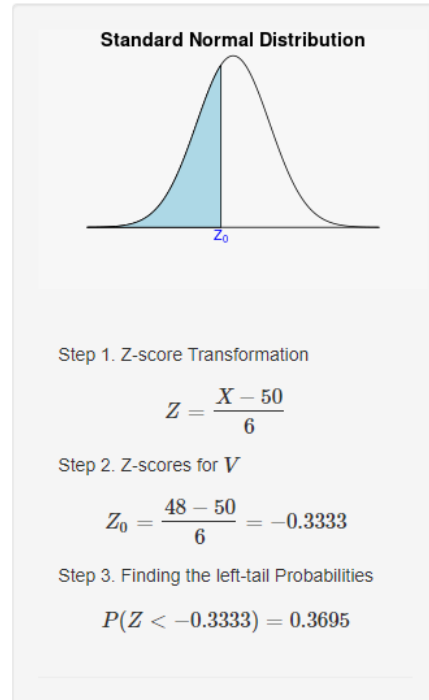 Standard Normal Distribution
Z₀
Step 1. Z-score Transformation
Z = (X − 50) / 6
Step 2. Z-scores for V
Z₀ = (48 − 50) / 6 = −0.3333
Step 3. Finding the left-tail Probabilities
P(Z < −0.3333) = 0.3695